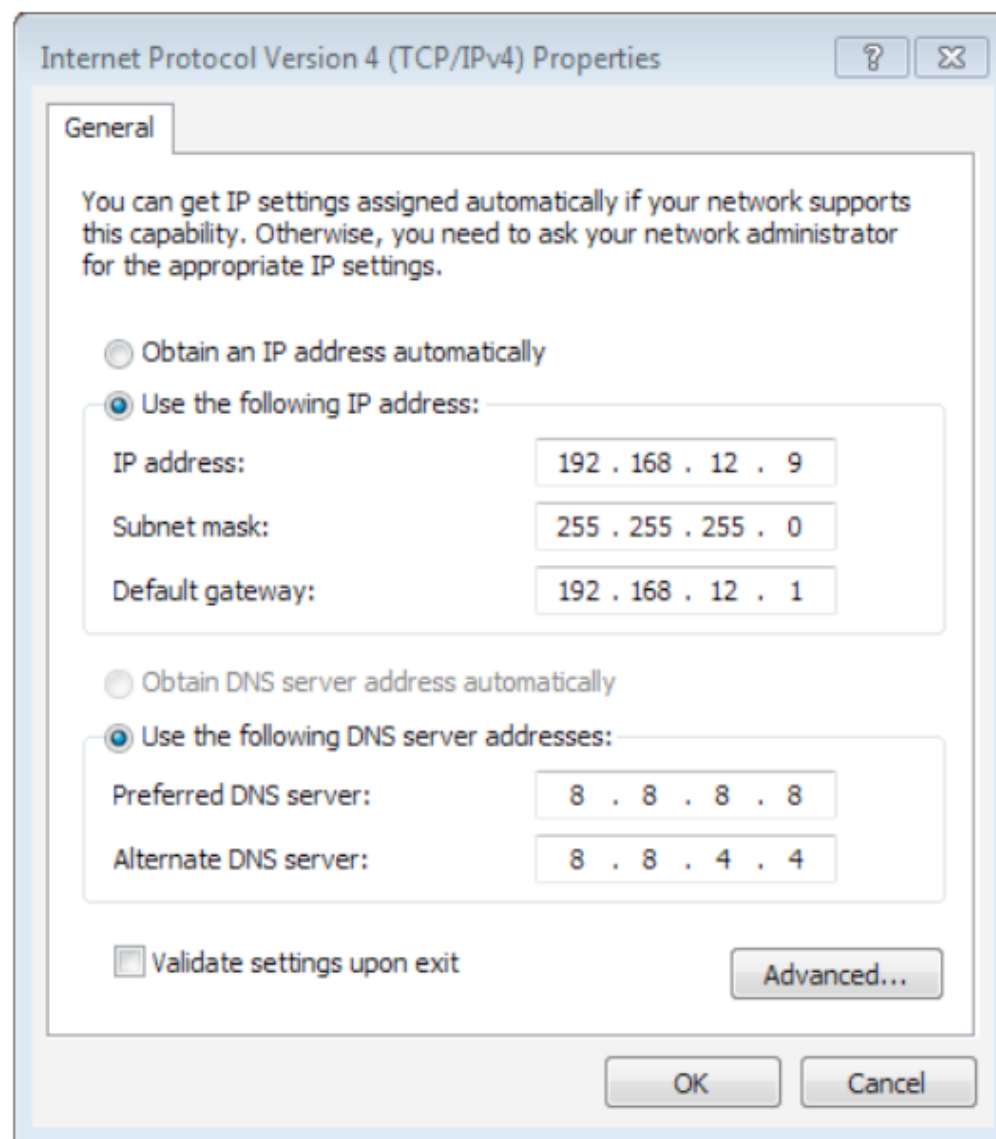 Internet Protocol Version 4 (TCP/IPv4) Properties
General
You can get IP settings assigned automatically if your network supports
this capability. Otherwise, you need to ask your network administrator
for the appropriate IP settings.
Obtain an IP address automatically
Use the following IP address:
IP address: 192 . 168 . 12 . 9
Subnet mask: 255 . 255 . 255 . 0
Default gateway: 192 . 168 . 12 . 1
Obtain DNS server address automatically
Use the following DNS server addresses:
Preferred DNS server: 8 . 8 . 8 . 8
Alternate DNS server: 8 . 8 . 4 . 4
Validate settings upon exit
Advanced...
OK Cancel